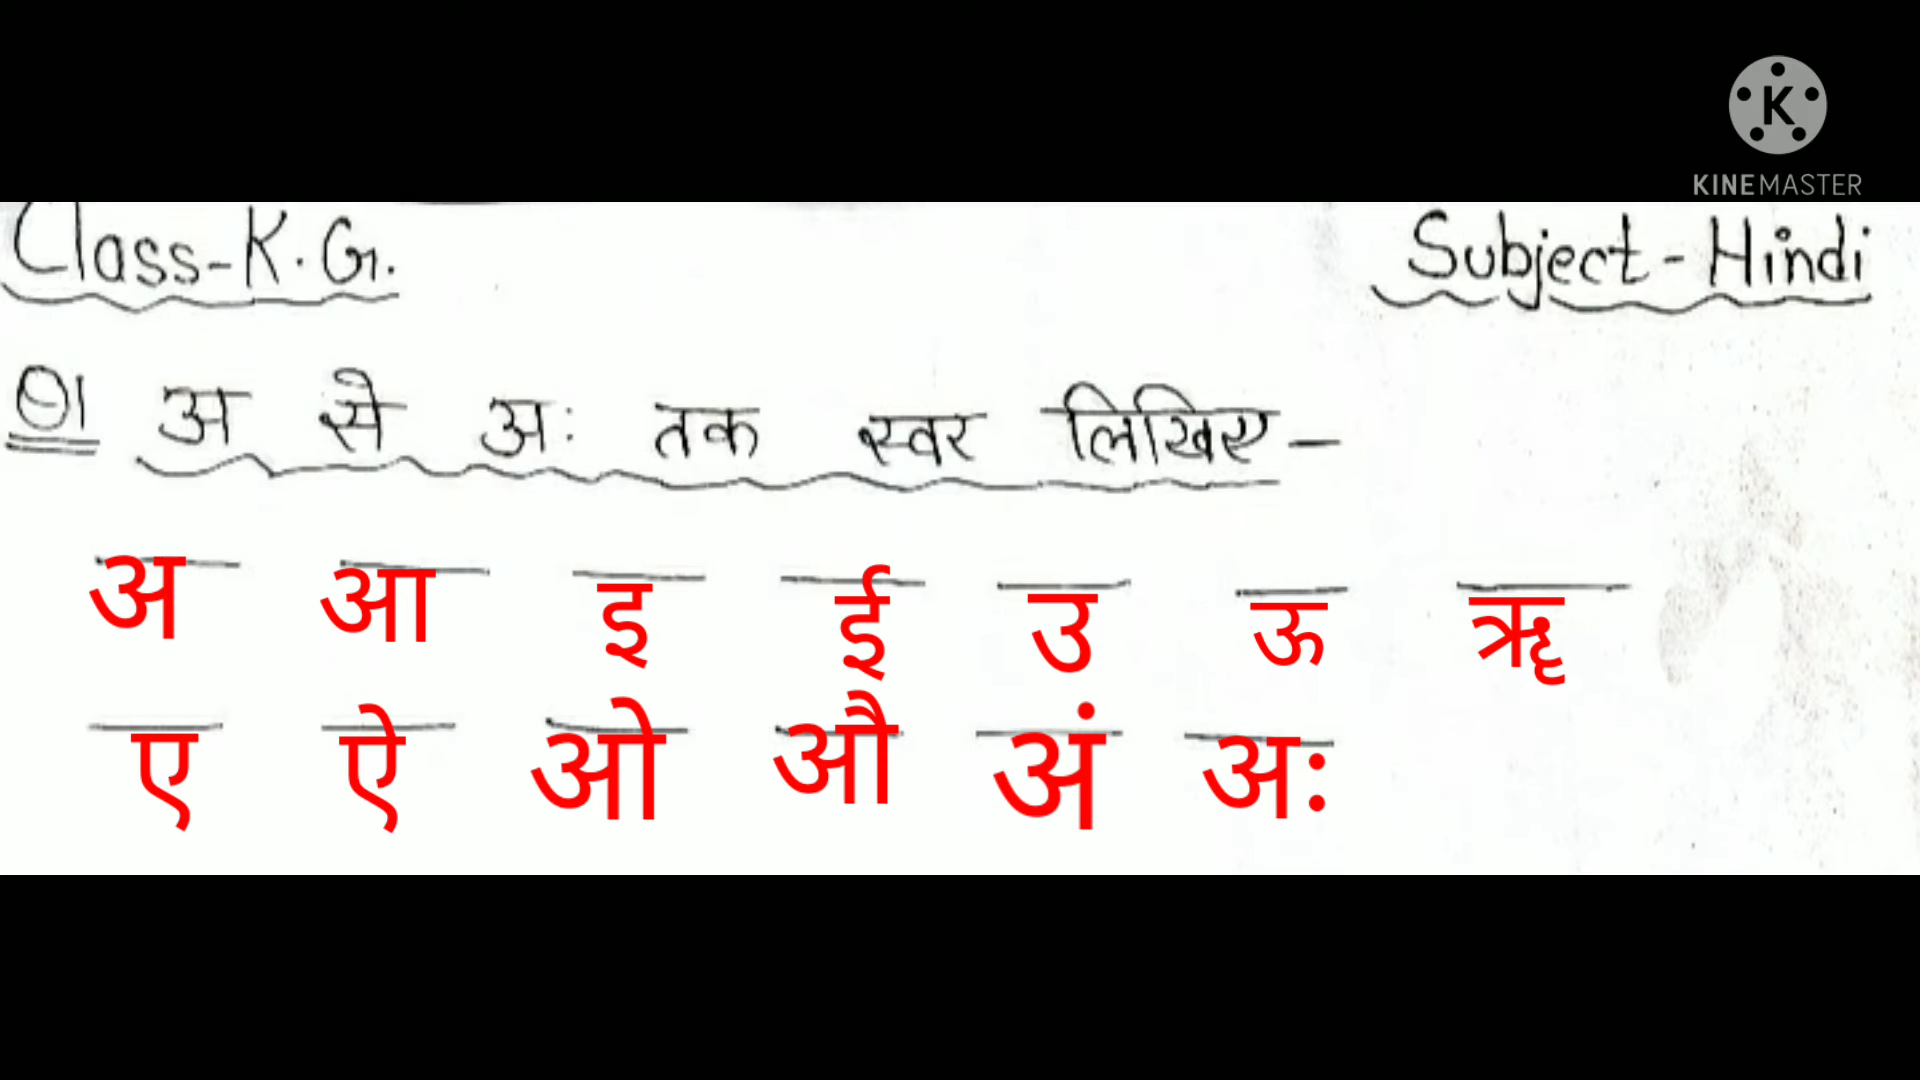 KINEMASTER
Class-K.G. Subject-Hindi
Q1 अ से अः तक स्वर लिखिए-
अ आ इ ई उ ऊ ॠ
ए ऐ ओ औ अं अः